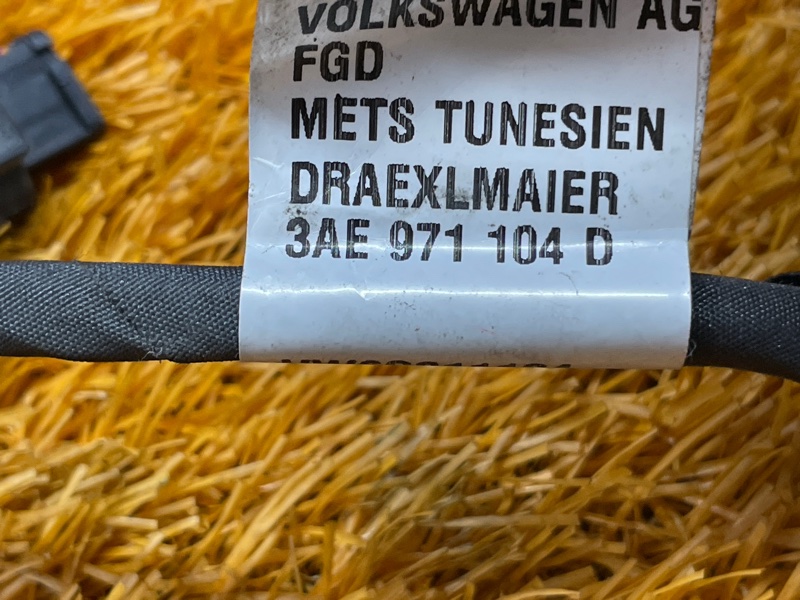 VOLKSWAGEN AG
FGD
METS TUNESIEN
DRAEXLMAIER
3AE 971 104 D